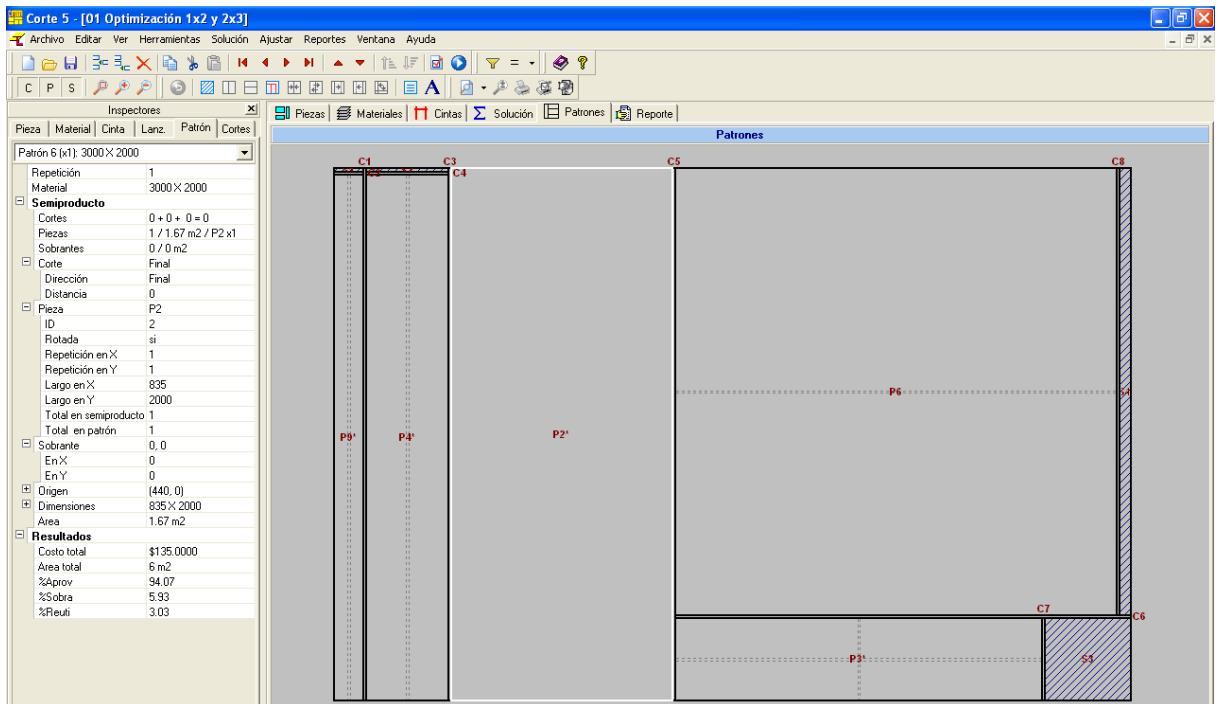 Corte 5 - [01 Optimización 1x2 y 2x3]
Archivo Editar Ver Herramientas Solución Ajustar Reportes Ventana Ayuda
C P S
A
Inspectores
Pieza Material Cinta Lanz. Patrón Cortes
Piezas Materiales Cintas Solución Patrones Reporte
Patrones
Patrón 6 (x1): 3000 X 2000
Repetición 1
Material 3000 X 2000
Semiproducto
Cortes 0 + 0 + 0 = 0
Piezas 1 / 1.67 m2 / P2 x1
Sobrantes 0 / 0 m2
Corte Final
Dirección Final
Distancia 0
Pieza P2
ID 2
Rotada si
Repetición en X 1
Repetición en Y 1
Largo en X 835
Largo en Y 2000
Total en semiproducto 1
Total en patrón 1
Sobrante 0, 0
En X 0
En Y 0
Origen (440, 0)
Dimensiones 835 X 2000
Area 1.67 m2
Resultados
Costo total $135.0000
Area total 6 m2
%Aprov 94.07
%Sobra 5.93
%Reuti 3.03
C1 C3 C5 C8
C4
P6
P9* P4* P2*
C7 C6
P3* S3